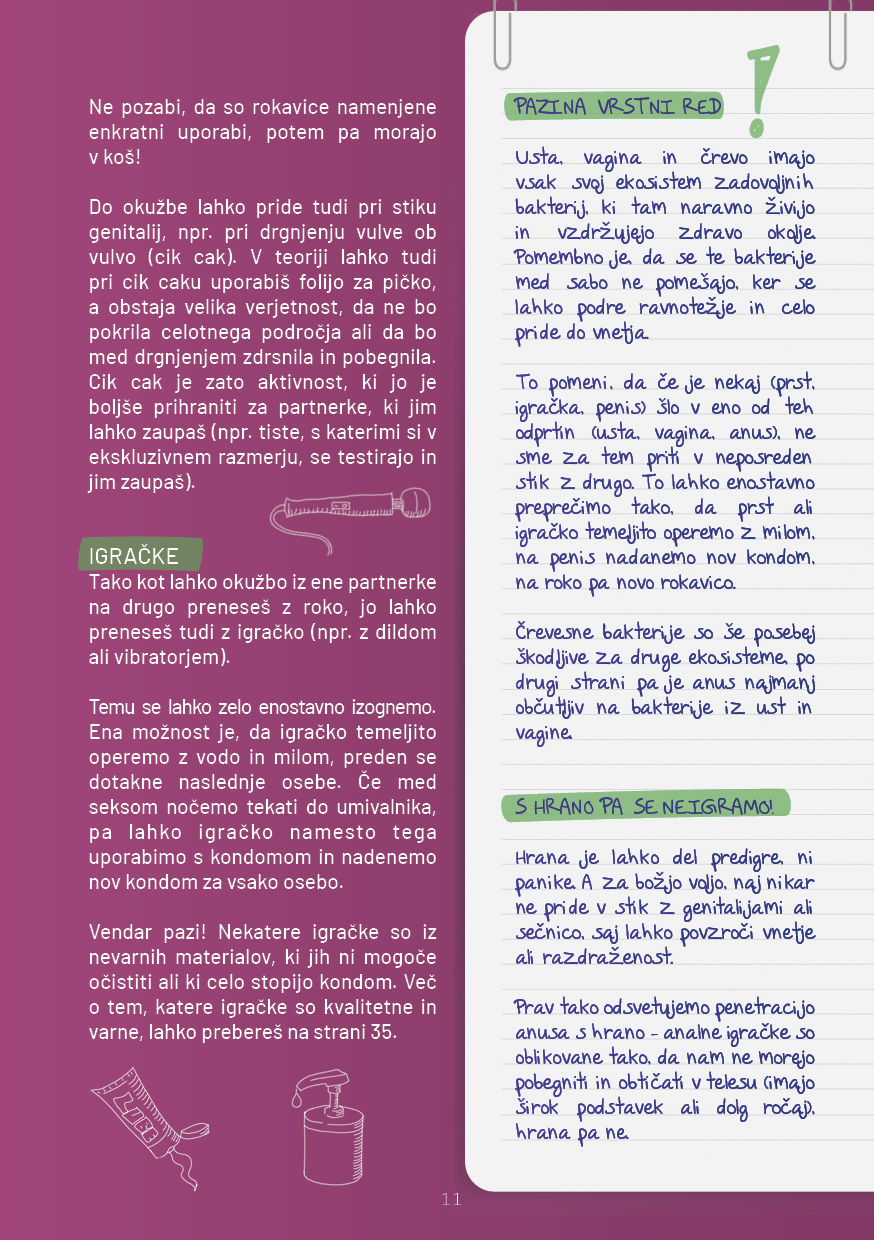 Ne pozabi, da so rokavice namenjene
enkratni uporabi, potem pa morajo
v koš!
Do okužbe lahko pride tudi pri stiku
genitalij, npr. pri drgnjenju vulve ob
vulvo (cik cak). V teoriji lahko tudi
pri cik caku uporabiš folijo za pičko,
a obstaja velika verjetnost, da ne bo
pokrila celotnega področja ali da bo
med drgnjenjem zdrsnila in pobegnila.
Cik cak je zato aktivnost, ki jo je
boljše prihraniti za partnerke, ki jim
lahko zaupaš (npr. tiste, s katerimi si v
ekskluzivnem razmerju, se testirajo in
jim zaupaš).
IGRAČKE
Tako kot lahko okužbo iz ene partnerke
na drugo preneseš z roko, jo lahko
preneseš tudi z igračko (npr. z dildom
ali vibratorjem).
Temu se lahko zelo enostavno izognemo.
Ena možnost je, da igračko temeljito
operemo z vodo in milom, preden se
dotakne naslednje osebe. Če med
seksom nočemo tekati do umivalnika,
pa lahko igračko namesto tega
uporabimo s kondomom in nadenemo
nov kondom za vsako osebo.
Vendar pazi! Nekatere igračke so iz
nevarnih materialov, ki jih ni mogoče
očistiti ali ki celo stopijo kondom. Več
o tem, katere igračke so kvalitetne in
varne, lahko prebereš na strani 35.
LUBE
PAZI NA VRSTNI RED
Usta, vagina in črevo imajo
vsak svoj ekosistem zadovoljnih
bakterij, ki tam naravno živijo
in vzdržujejo zdravo okolje.
Pomembno je, da se te bakterije
med sabo ne pomešajo, ker se
lahko podre ravnotežje in celo
pride do vnetja.
To pomeni, da če je nekaj (prst,
igračka, penis) šlo v eno od teh
odprtin (usta, vagina, anus), ne
sme za tem priti v neposreden
stik z drugo. To lahko enostavno
preprečimo tako, da prst ali
igračko temeljito operemo z milom,
na penis nadanemo nov kondom,
na roko pa novo rokavico.
Črevesne bakterije so še posebej
škodljive za druge ekosisteme, po
drugi strani pa je anus najmanj
občutljiv na bakterije iz ust in
vagine.
S HRANO PA SE NE IGRAMO!
Hrana je lahko del predigre, ni
panike. A za božjo voljo, naj nikar
ne pride v stik z genitalijami ali
sečnico, saj lahko povzroči vnetje
ali razdraženost.
Prav tako odsvetujemo penetracijo
anusa s hrano - analne igračke so
oblikovane tako, da nam ne morejo
pobegniti in obtičati v telesu (imajo
širok podstavek ali dolg ročaj),
hrana pa ne.
11